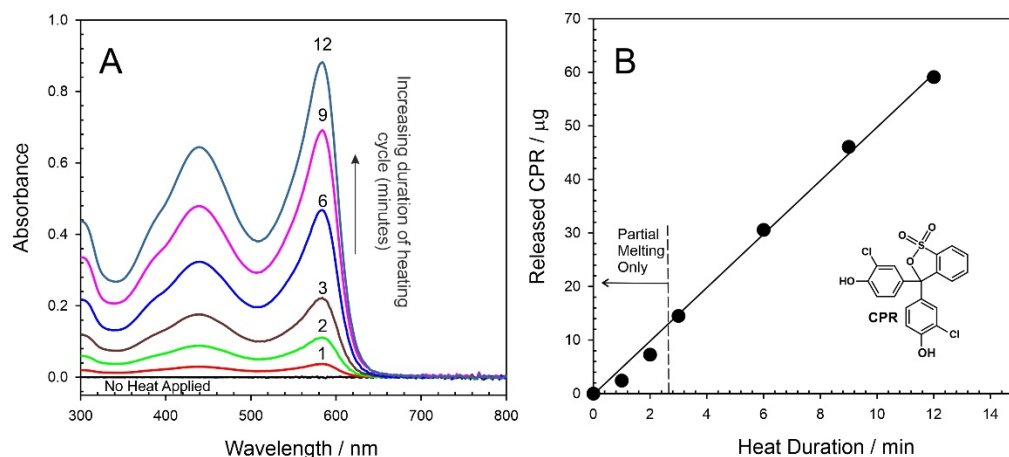 A
Absorbance
1.0
0.8
0.6
0.4
0.2
0.0
12
9
6
3
2
1
No Heat Applied
Increasing duration of heating
cycle (minutes)
300 400 500 600 700 800
Wavelength / nm
B
Released CPR / µg
70
60
50
40
30
20
10
0
Partial
Melting
Only
O
O
S
O
Cl
HO
CPR
Cl
OH
0 2 4 6 8 10 12 14
Heat Duration / min